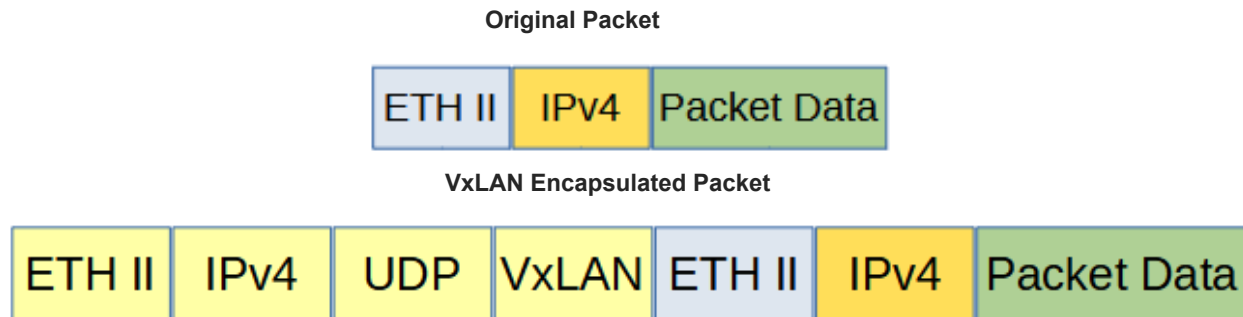 Original Packet
ETH II IPv4 Packet Data
VxLAN Encapsulated Packet
ETH II IPv4 UDP VxLAN ETH II IPv4 Packet Data